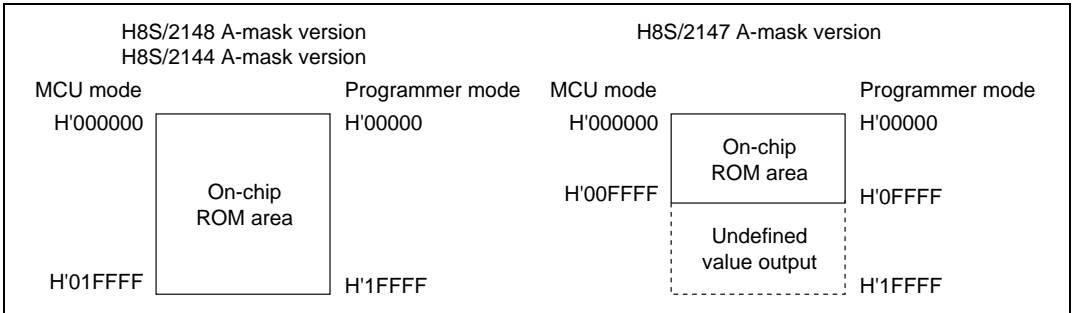 H8S/2148 A-mask version
H8S/2144 A-mask version
MCU mode
Programmer mode
H'000000
H'00000
On-chip
ROM area
H'01FFFF
H'1FFFF
H8S/2147 A-mask version
MCU mode
Programmer mode
H'000000
H'00000
On-chip
ROM area
H'00FFFF
H'0FFFF
Undefined
value output
H'1FFFF